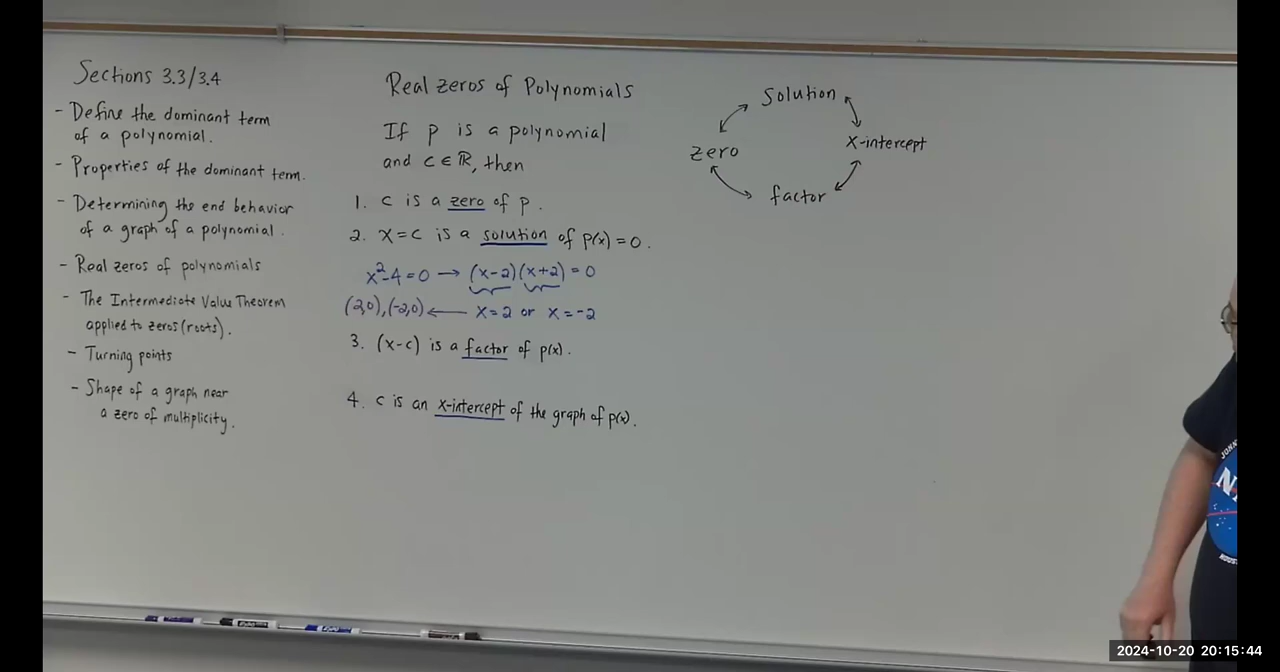 Sections 3.3/3.4
- Define the dominant term
of a polynomial.
- Properties of the dominant term.
- Determining the end behavior
of a graph of a polynomial.
- Real zeros of polynomials
- The Intermediate Value Theorem
applied to zeros (roots).
- Turning points
- Shape of a graph near
a zero of multiplicity.
Real zeros of Polynomials
If p is a polynomial
and c ∈ ℝ, then
1. c is a zero of p.
2. x=c is a solution of p(x)=0.
x²-4=0 → (x-2)(x+2)=0
(2,0),(-2,0) ← x=2 or x=-2
3. (x-c) is a factor of p(x).
4. c is an x-intercept of the graph of p(x).
Solution
zero
x-intercept
factor
2024-10-20 20:15:44